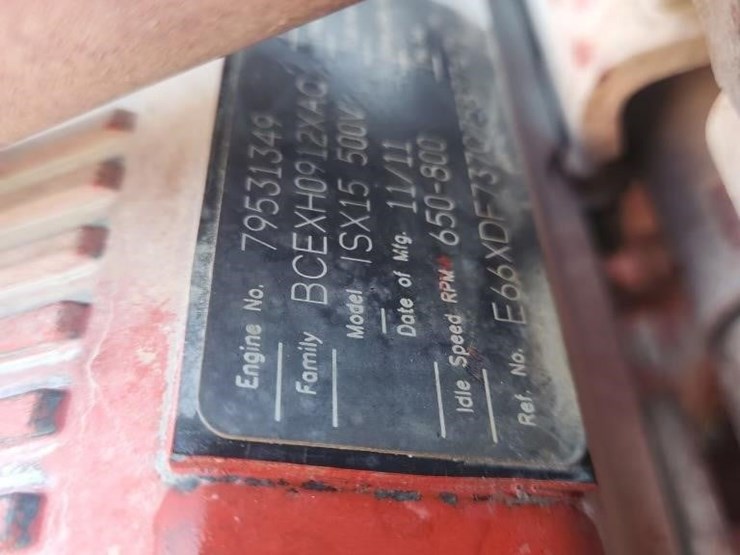 Engine No. 79531349
Family BCEXH0912XAC
Model ISX15 500V
Date of Mfg. 11/11
Idle Speed RPM 650-800
Ref. No.